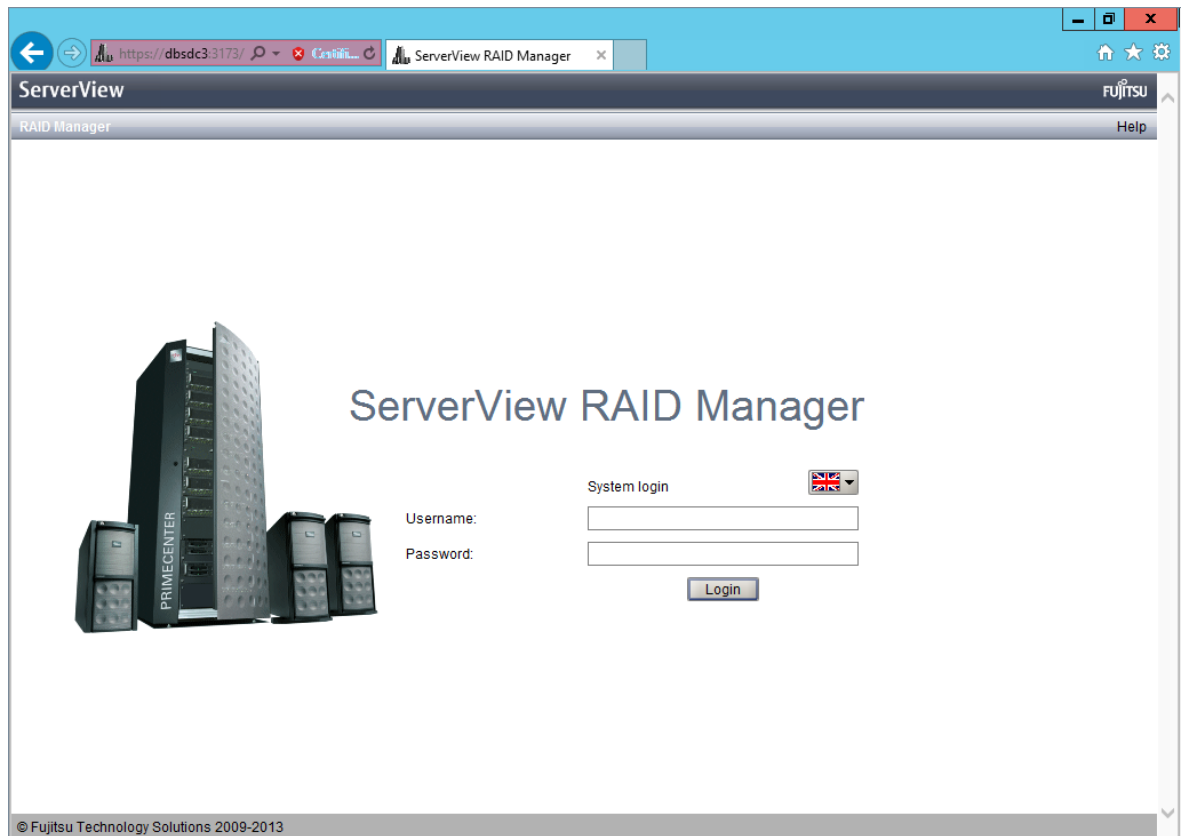 https://dbsdc3:3173/
Certifi...
ServerView RAID Manager
ServerView
FUJITSU
RAID Manager
Help
PRIMECENTER
ServerView RAID Manager
System login
Username:
Password:
Login
© Fujitsu Technology Solutions 2009-2013